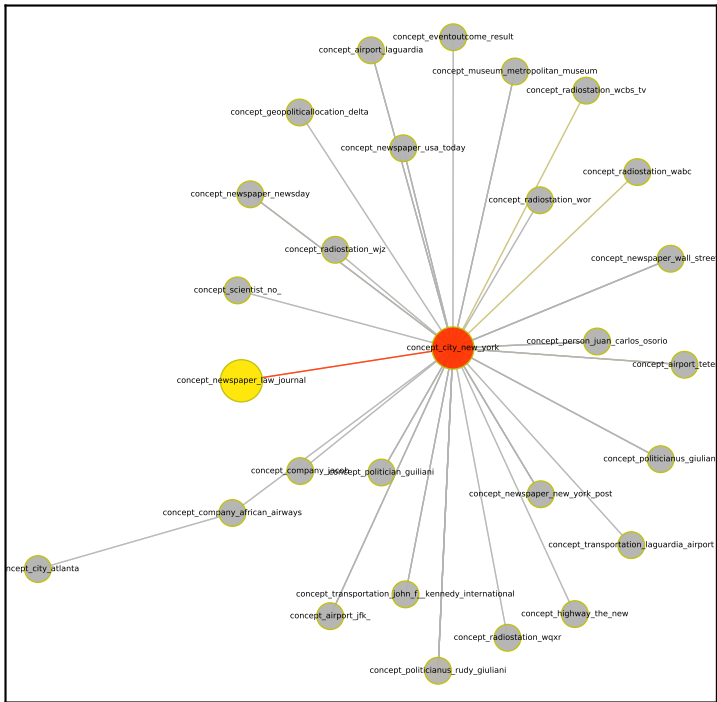 concept_eventoutcome_result
concept_airport_laguardia
concept_museum_metropolitan_museum
concept_radiostation_wcbs_tv
concept_geopoliticallocation_delta
concept_newspaper_usa_today
concept_radiostation_wabc
concept_newspaper_newsday
concept_radiostation_wor
concept_radiostation_wjz
concept_newspaper_wall_stree
concept_scientist_no_
concept_person_juan_carlos_osorio
concept_city_new_york
concept_airport_tete
concept_newspaper_law_journal
concept_politicianus_giulian
concept_company_jacob
concept_politician_guiliani
concept_newspaper_new_york_post
concept_company_african_airways
concept_transportation_laguardia_airport
ncept_city_atlanta
concept_transportation_john_f__kennedy_international
concept_airport_jfk_
concept_highway_the_new
concept_radiostation_wqxr
concept_politicianus_rudy_giuliani